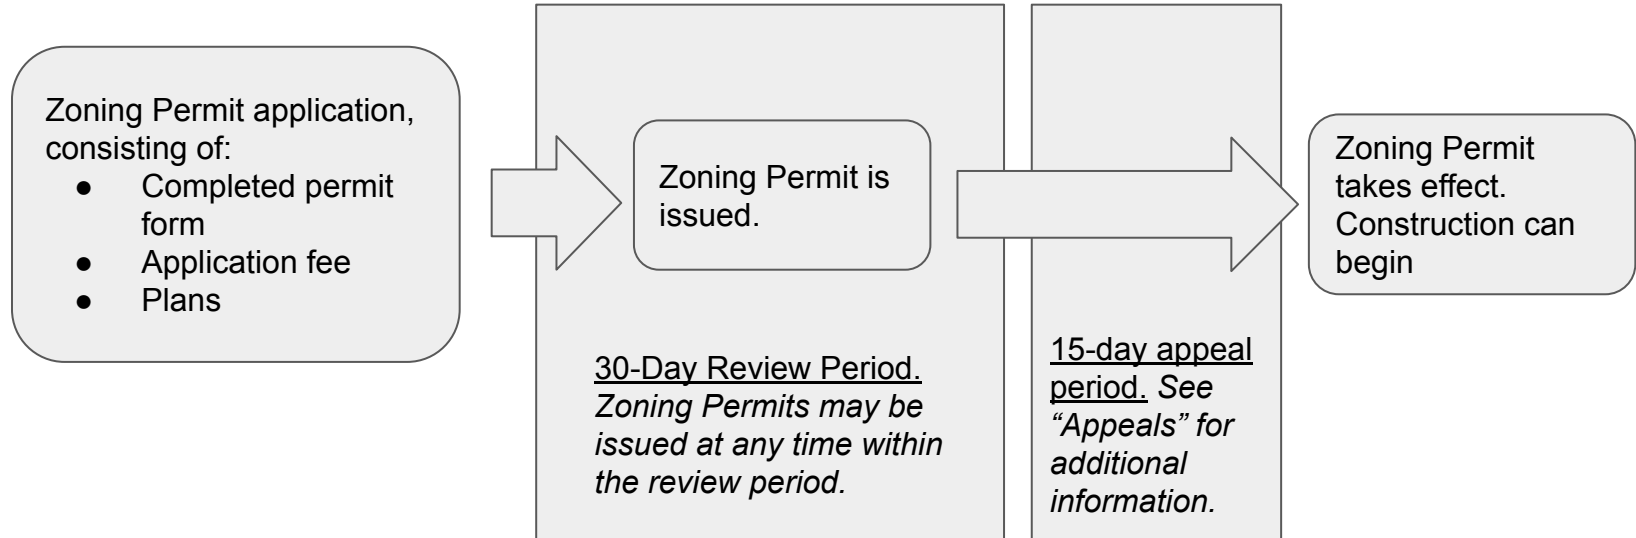 Zoning Permit application,
consisting of:
● Completed permit
form
● Application fee
● Plans
Zoning Permit is
issued.
30-Day Review Period.
Zoning Permits may be
issued at any time within
the review period.
15-day appeal
period. See
“Appeals” for
additional
information.
Zoning Permit
takes effect.
Construction can
begin